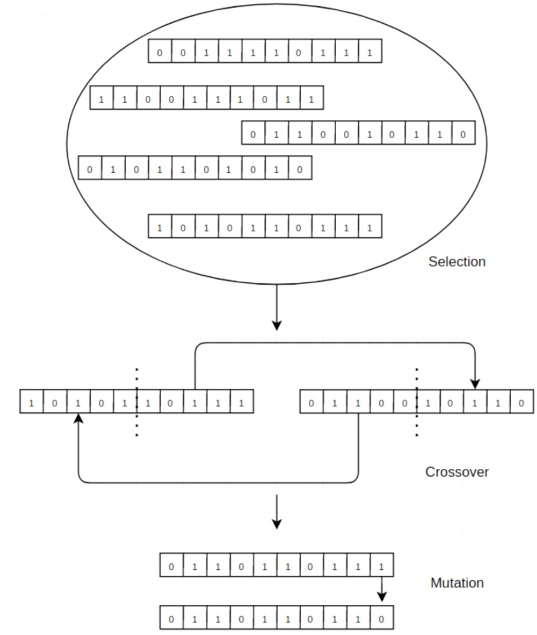 0 0 1 1 1 1 0 1 1 1
1 1 0 0 1 1 1 0 1 1
0 1 1 0 0 1 0 1 1 0
0 1 0 1 1 0 1 0 1 0
1 0 1 0 1 1 0 1 1 1
Selection
1 0 1 0 1 1 0 1 1 1 0 1 1 0 0 1 0 1 1 0
Crossover
0 1 1 0 1 1 0 1 1 1
Mutation
0 1 1 0 1 1 0 1 1 0